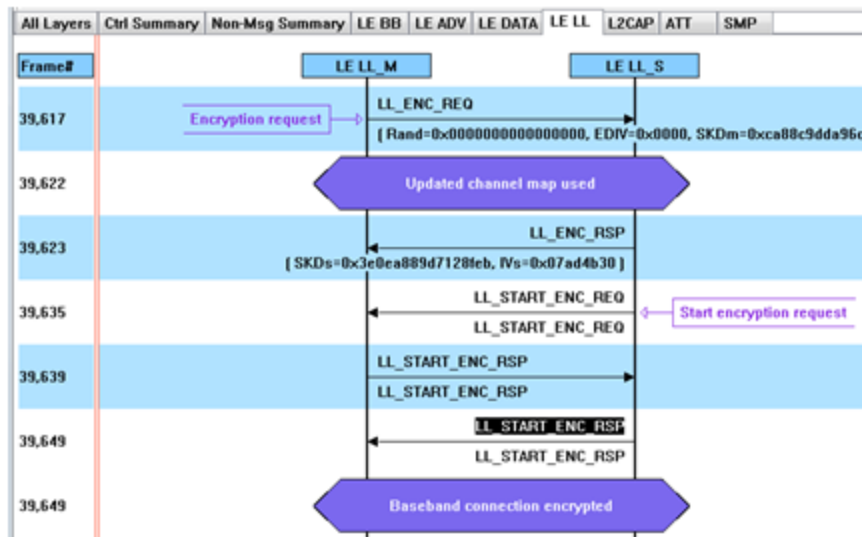 All Layers Ctrl Summary Non-Msg Summary LE BB LE ADV LE DATA LE LL L2CAP ATT SMP
Frame# LE LL_M LE LL_S
LL_ENC_REQ
39,617 Encryption request
( Rand=0x0000000000000000, EDIV=0x0000, SKDm=0xca88c9dda96c
39,622 Updated channel map used
LL_ENC_RSP
39,623
( SKDs=0x3e0ea889d7128feb, IVs=0x07ad4b30 )
LL_START_ENC_REQ
39,635 Start encryption request
LL_START_ENC_REQ
LL_START_ENC_RSP
39,639
LL_START_ENC_RSP
LL_START_ENC_RSP
39,649
LL_START_ENC_RSP
39,649 Baseband connection encrypted